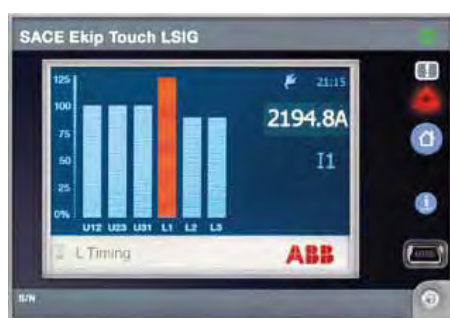 SACE Ekip Touch LSIG
125
21:15
100
2194.8A
75
50
I1
25
0%
U12 U23 U31 L1 L2 L3
L Timing
ABB
S/N